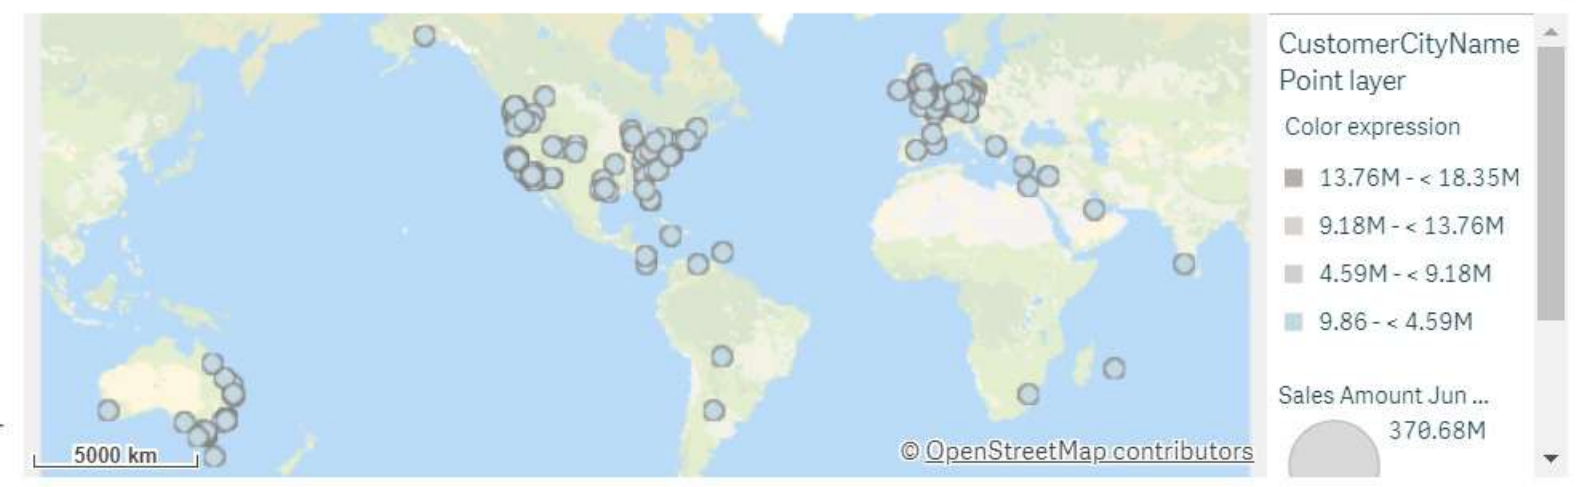 CustomerCityName
Point layer
Color expression
13.76M - < 18.35M
9.18M - < 13.76M
4.59M - < 9.18M
9.86 - < 4.59M
Sales Amount Jun ...
370.68M
5000 km
© OpenStreetMap contributors